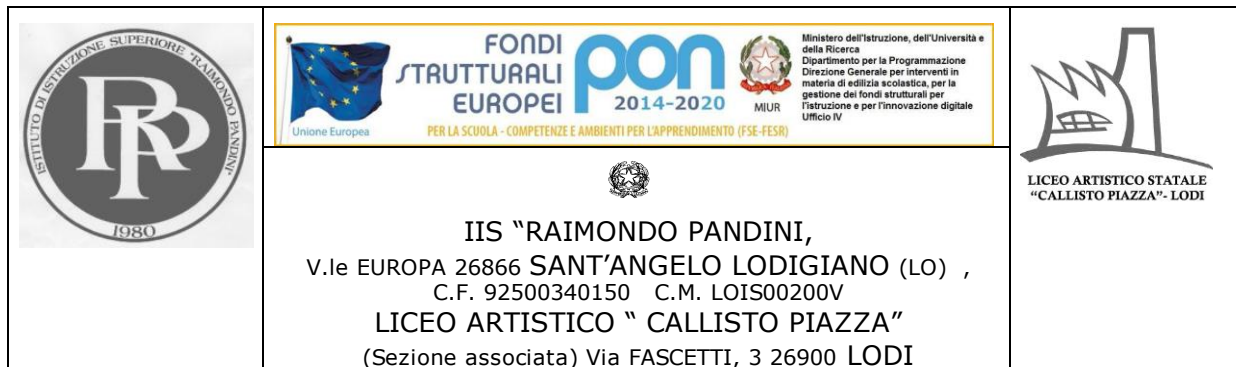 ISTITUTO DI ISTRUZIONE SUPERIORE "RAIMONDO PANDINI"
1980
Unione Europea
FONDI
STRUTTURALI
EUROPEI
pon
2014-2020
MIUR
Ministero dell'Istruzione, dell'Università e
della Ricerca
Dipartimento per la Programmazione
Direzione Generale per interventi in
materia di edilizia scolastica, per la
gestione dei fondi strutturali per
l'istruzione e per l'innovazione digitale
Ufficio IV
PER LA SCUOLA - COMPETENZE E AMBIENTI PER L'APPRENDIMENTO (FSE-FESR)
IIS “RAIMONDO PANDINI,
V.le EUROPA 26866 SANT’ANGELO LODIGIANO (LO) ,
C.F. 92500340150 C.M. LOIS00200V
LICEO ARTISTICO “ CALLISTO PIAZZA”
(Sezione associata) Via FASCETTI, 3 26900 LODI
LICEO ARTISTICO STATALE
“CALLISTO PIAZZA”- LODI